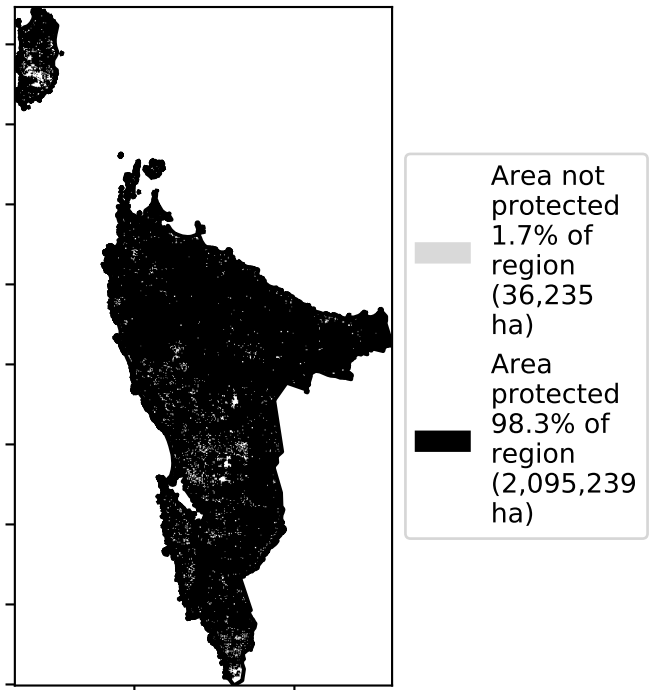 Area not
protected
1.7% of
region
(36,235
ha)
Area
protected
98.3% of
region
(2,095,239
ha)